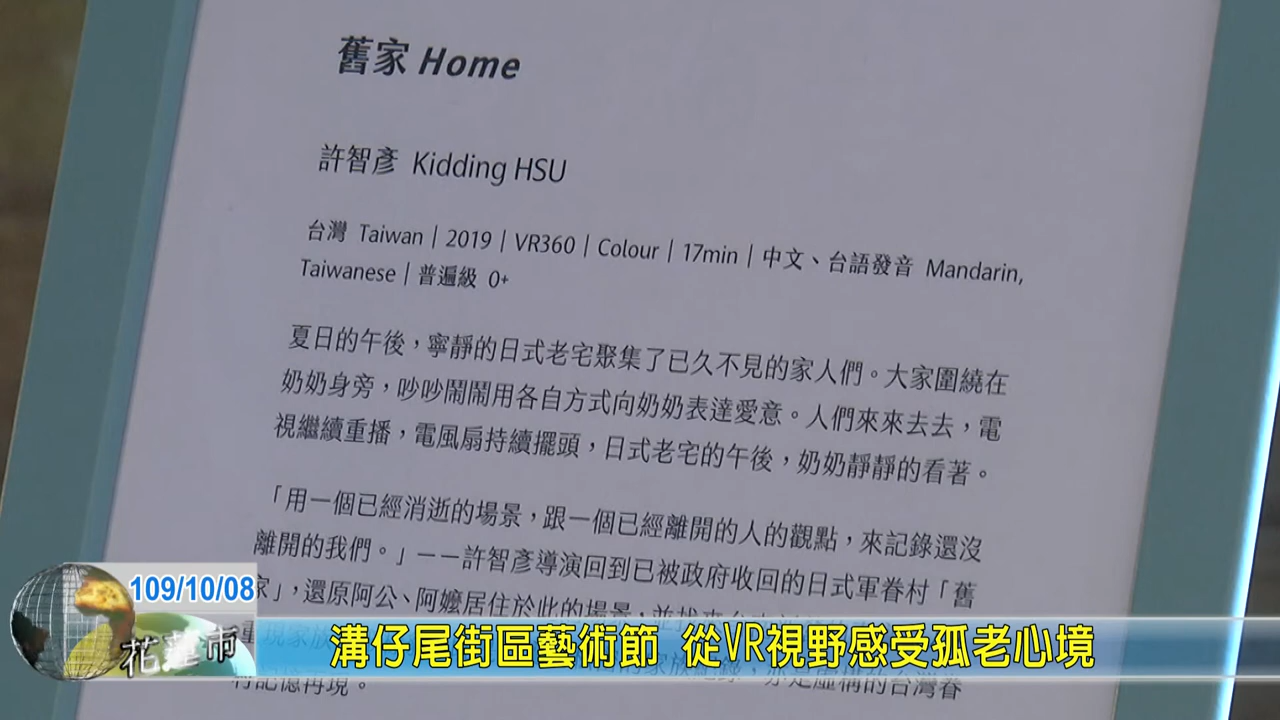 舊家 Home
許智彥 Kidding HSU
台灣 Taiwan | 2019 | VR360 | Colour | 17min | 中文、台語發音 Mandarin,
Taiwanese | 普遍級 0+
夏日的午後，寧靜的日式老宅聚集了已久不見的家人們。大家圍繞在
奶奶身旁，吵吵鬧鬧用各自方式向奶奶表達愛意。人們來來去去，電
視繼續重播，電風扇持續擺頭，日式老宅的午後，奶奶靜靜的看著。
「用一個已經消逝的場景，跟一個已經離開的人的觀點，來記錄還沒
離開的我們。」——許智彥導演回到已被政府收回的日式軍眷村「舊
家」，還原阿公、阿嬤居住於此的場景，
的台灣眷
記憶再現。
109/10/08
花蓮市
溝仔尾街區藝術節 從VR視野感受孤老心境